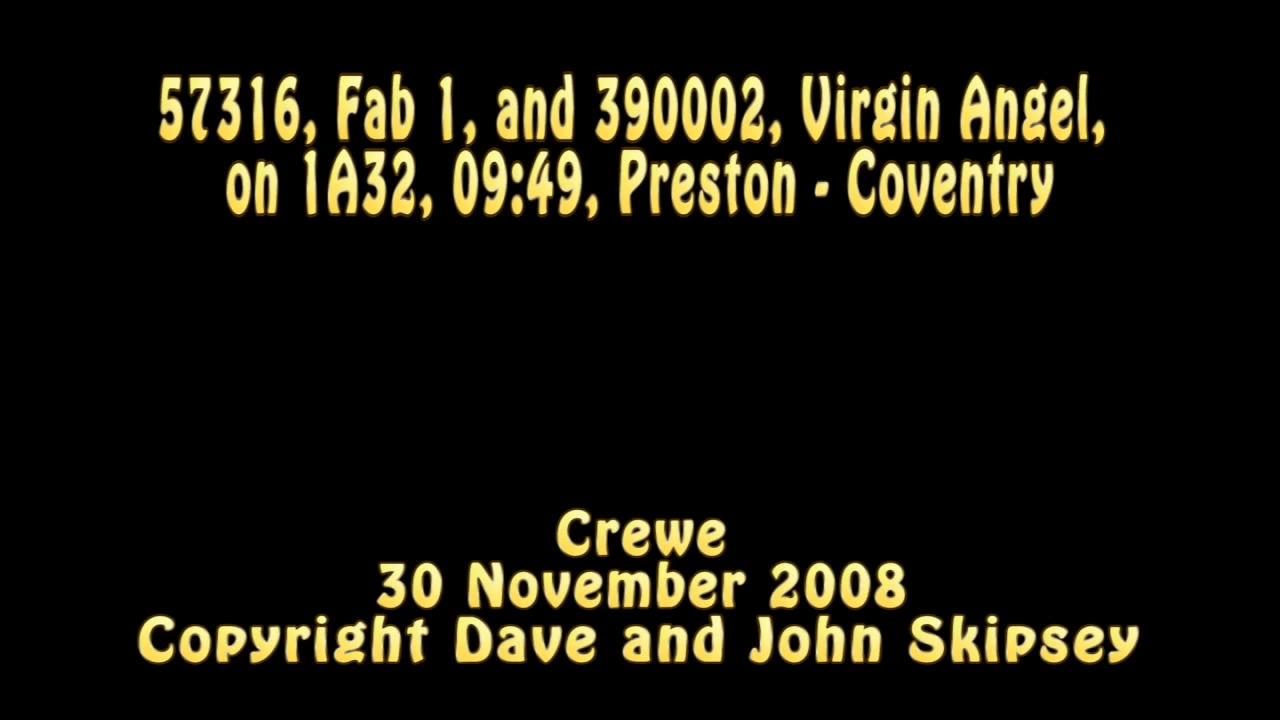 57316, Fab 1, and 390002, Virgin Angel,
on 1A32, 09:49, Preston - Coventry
Crewe
30 November 2008
Copyright Dave and John Skipsey